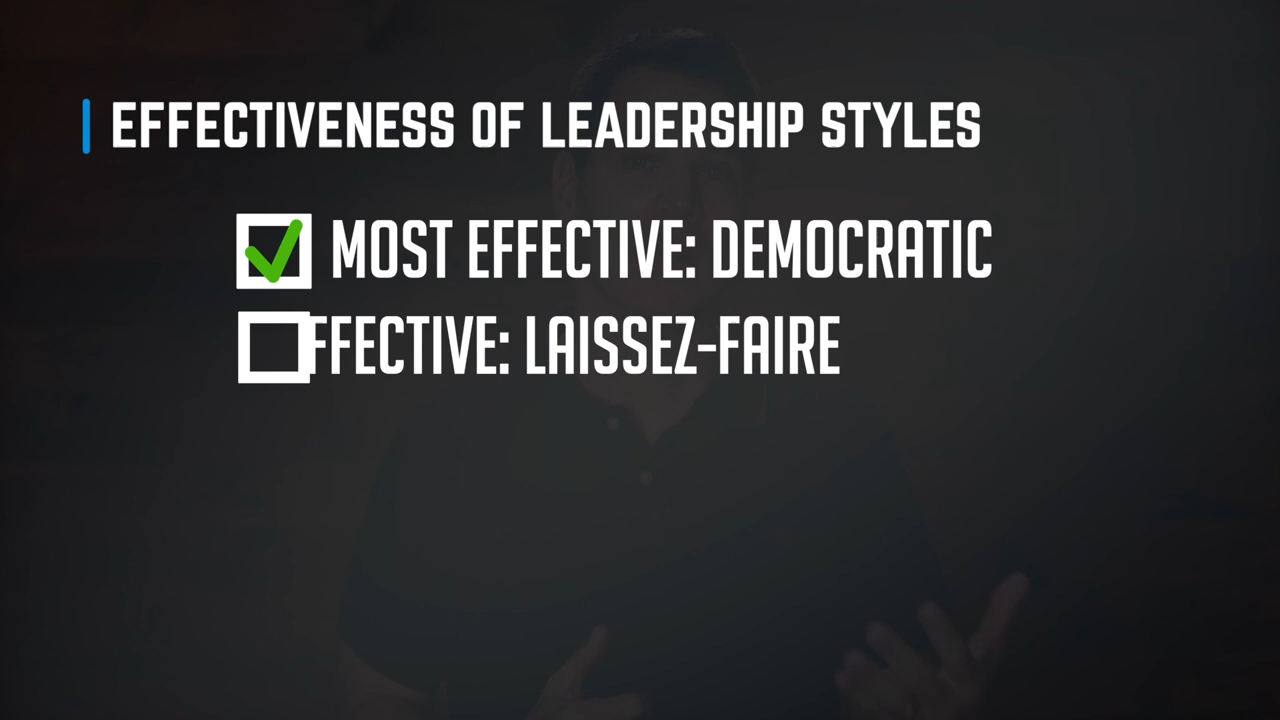 EFFECTIVENESS OF LEADERSHIP STYLES
MOST EFFECTIVE: DEMOCRATIC
FFECTIVE: LAISSEZ-FAIRE